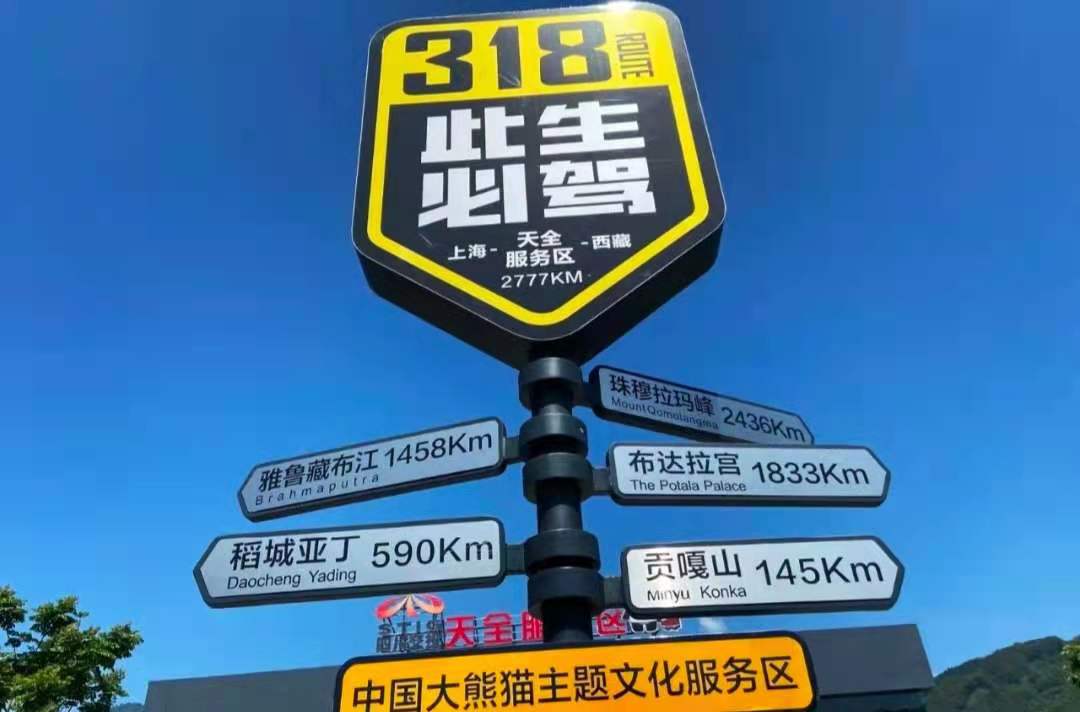 318 ROUTE
此生
必驾
上海-天全服务区-西藏
2777KM
珠穆拉玛峰 2436Km
Mount Qomolangma
雅鲁藏布江 1458Km
Brahmaputra
布达拉宫 1833Km
The Potala Palace
稻城亚丁 590Km
Daocheng Yading
贡嘎山 145Km
Minyu Konka
天全服 区
中国大熊猫主题文化服务区